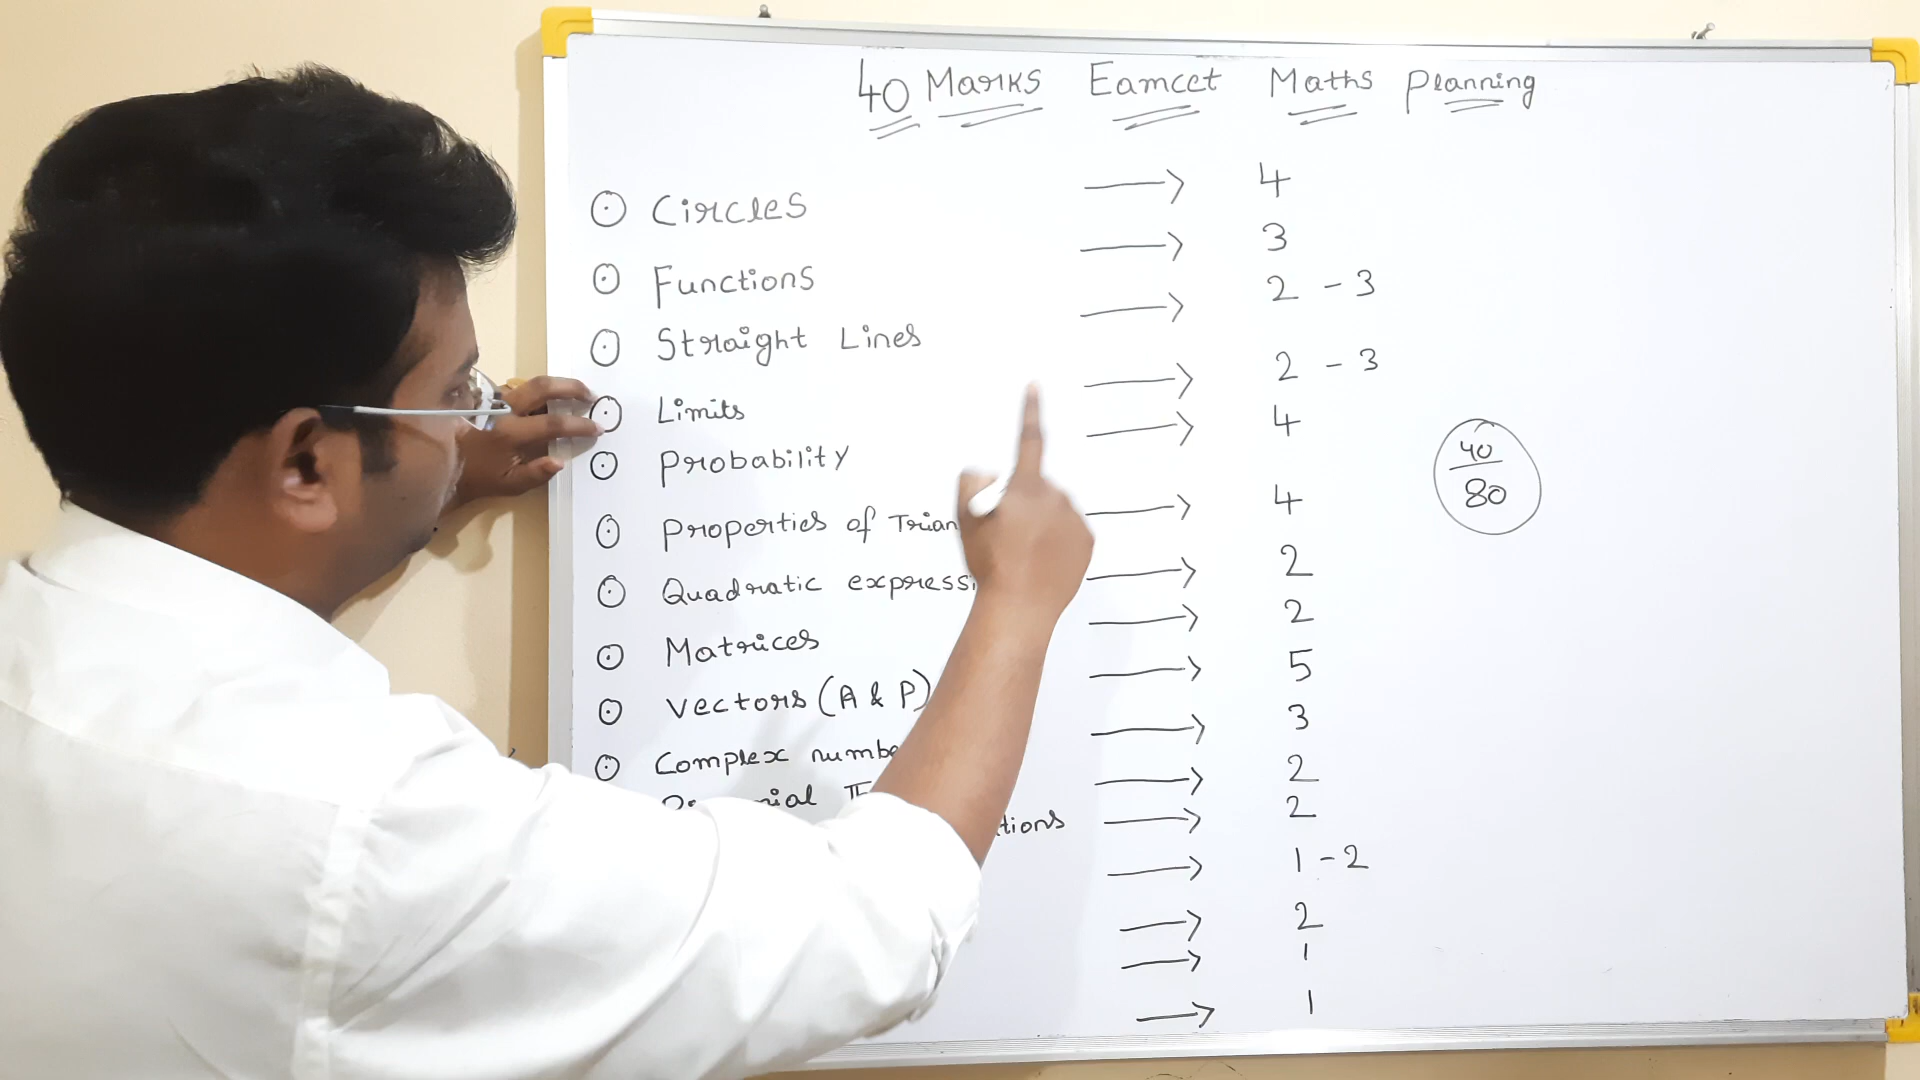 40 Marks Eamcet Maths Planning
Circles → 4
Functions → 3
Straight Lines → 2 - 3
Limits → 2 - 3
Probability → 4
Properties of → 4
Quadratic → 2
Matrices → 2
Vectors (A & P) → 5
Complex → 3
→ 2
→ 2
→ 1 - 2
→ 2
→ 1
→ 1
40
80